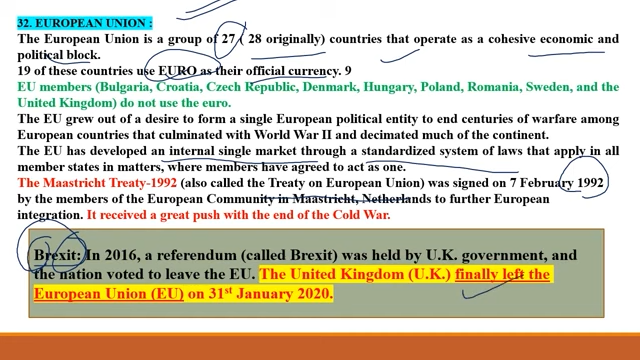 32. EUROPEAN UNION :
The European Union is a group of 27 ( 28 originally) countries that operate as a cohesive economic and
political block.
19 of these countries use EURO as their official currency. 9
EU members (Bulgaria, Croatia, Czech Republic, Denmark, Hungary, Poland, Romania, Sweden, and
the United Kingdom) do not use the euro.
The EU grew out of a desire to form a single European political entity to end centuries of warfare among
European countries that culminated with World War II and decimated much of the continent.
The EU has developed an internal single market through a standardized system of laws that apply in all
member states in matters, where members have agreed to act as one.
The Maastricht Treaty-1992 (also called the Treaty on European Union) was signed on 7 February 1992
by the members of the European Community in Maastricht, Netherlands to further European
integration. It received a great push with the end of the Cold War.
Brexit: In 2016, a referendum (called Brexit) was held by U.K. government, and
the nation voted to leave the EU. The United Kingdom (U.K.) finally left the
European Union (EU) on 31st January 2020.